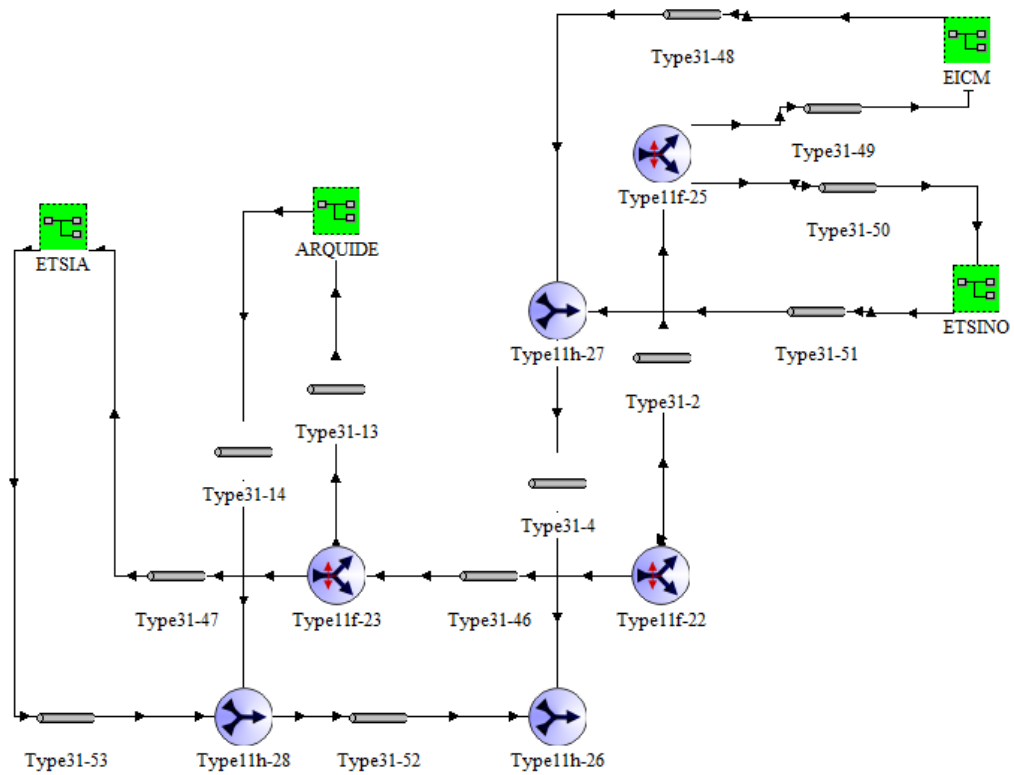 Type31-48
EICM
Type31-49
Type11f-25
Type31-50
ETSIA
ARQUIDE
ETSINO
Type11h-27
Type31-51
Type31-2
Type31-13
Type31-14
Type31-4
Type31-47
Type11f-23
Type31-46
Type11f-22
Type31-53
Type11h-28
Type31-52
Type11h-26